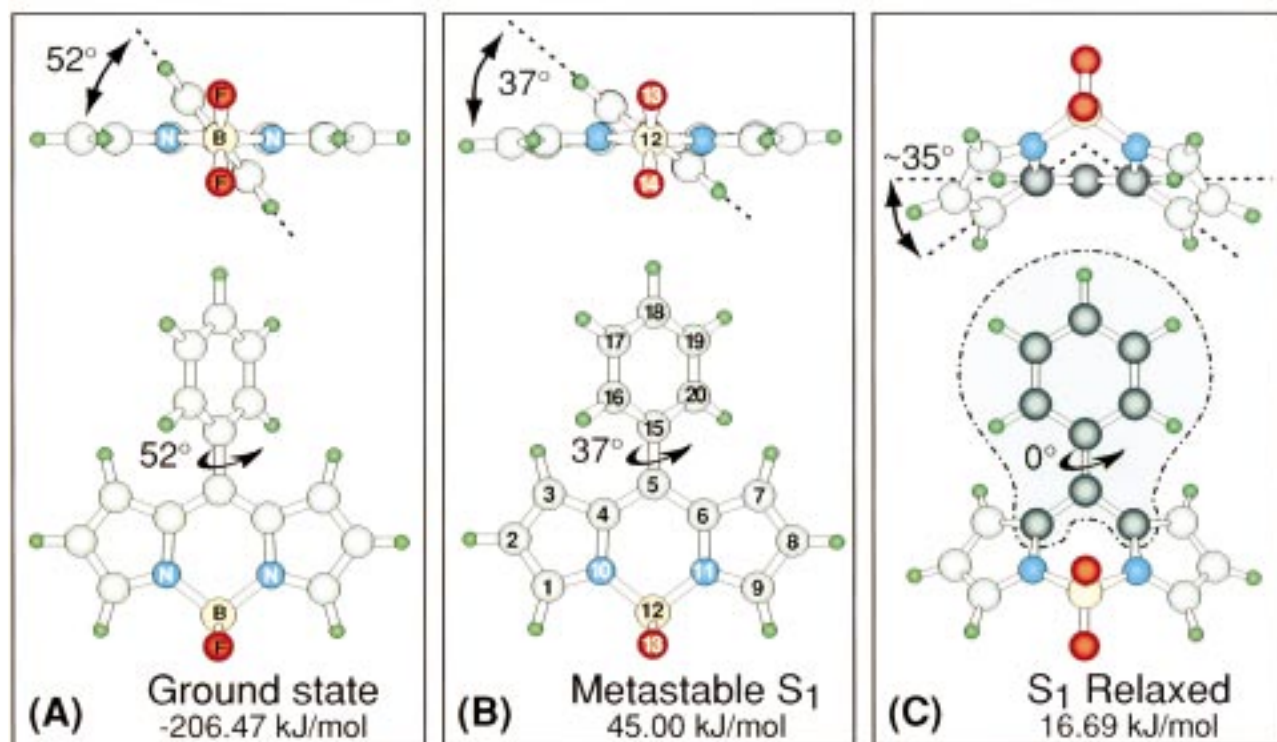 52°
F
N B N
F
52°
N N
B
F
(A) Ground state
-206.47 kJ/mol
37°
13
12
14
18
17 19
16 20
15
37°
5
3 7
4 6
2 8
10 11
1 9
12
13
(B) Metastable S₁
45.00 kJ/mol
~35°
0°
(C) S₁ Relaxed
16.69 kJ/mol